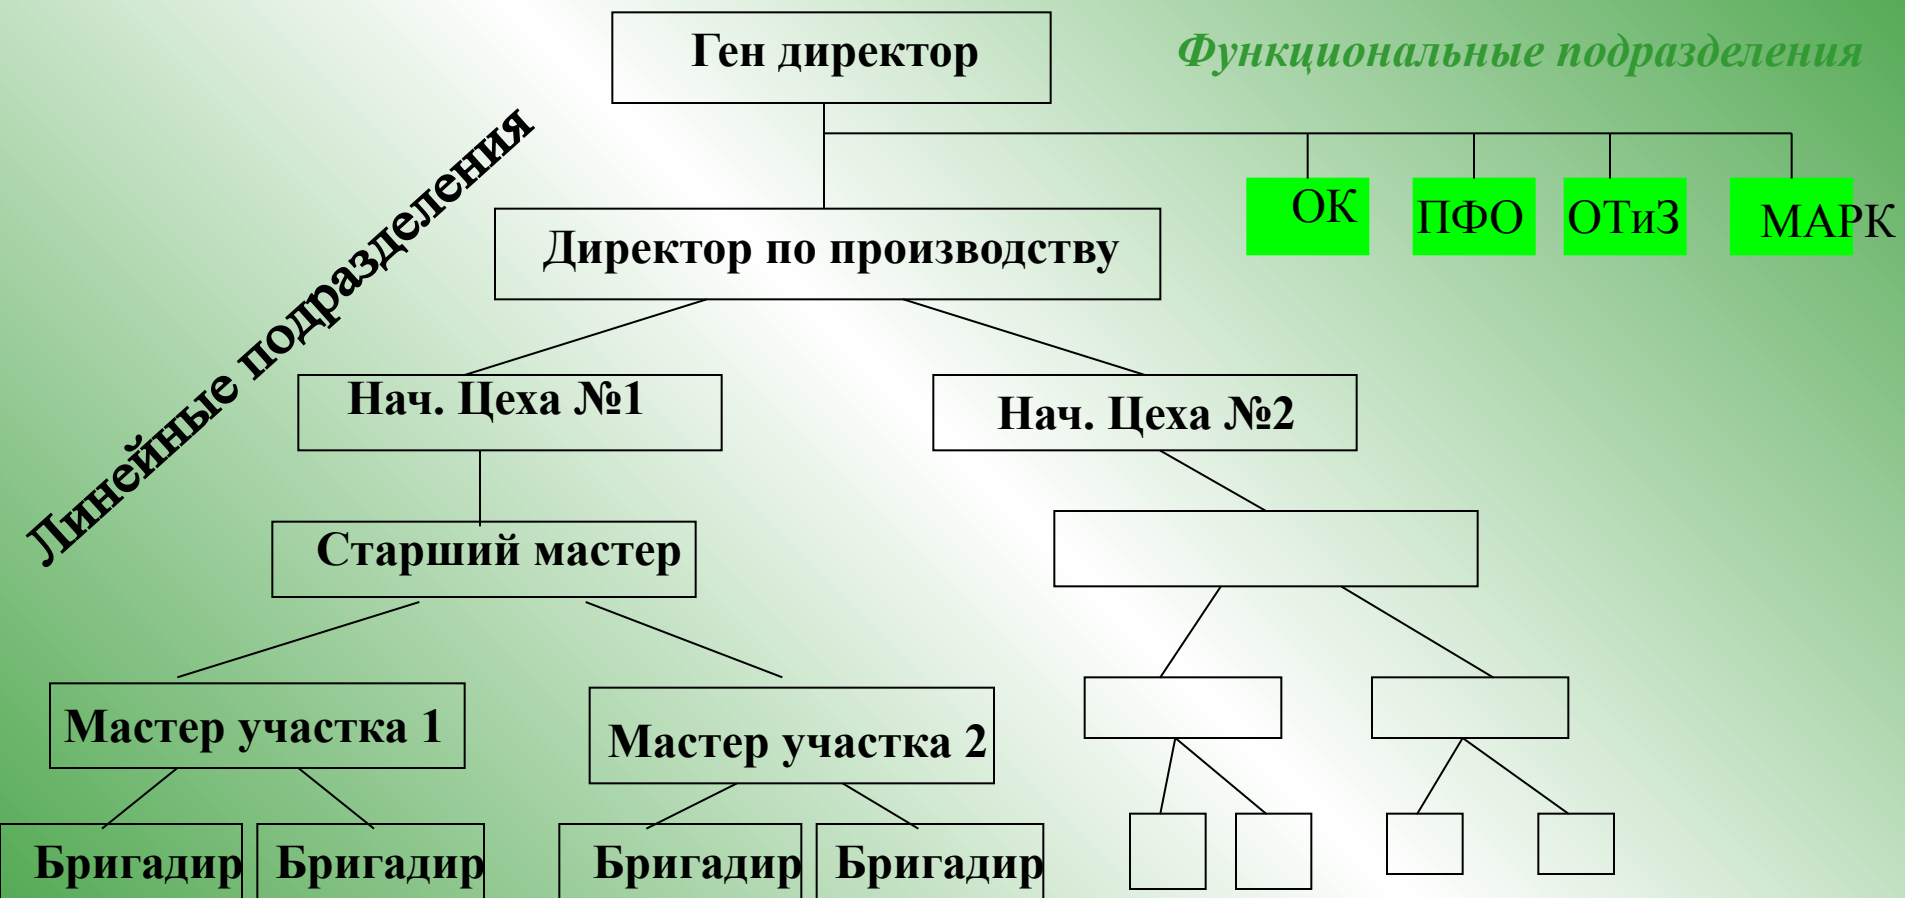 Ген директор
Функциональные подразделения
Линейные подразделения
ОК
ПФО
ОТиЗ
МАРК
Директор по производству
Нач. Цеха №1
Нач. Цеха №2
Старший мастер
Мастер участка 1
Мастер участка 2
Бригадир
Бригадир
Бригадир
Бригадир